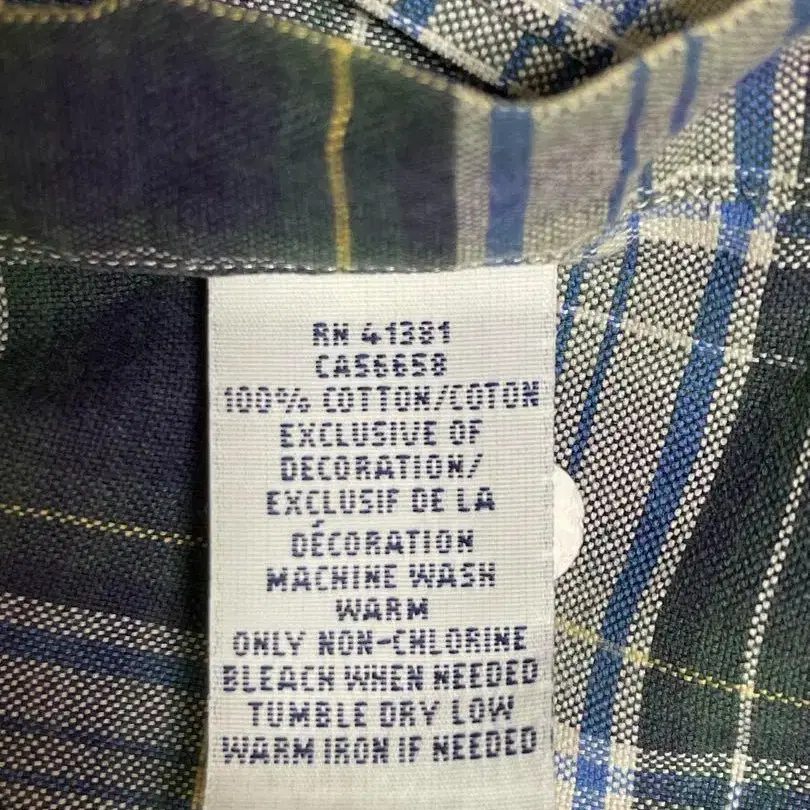 RN 41381
CA56658
100% COTTON/COTON
EXCLUSIVE OF
DECORATION/
EXCLUSIF DE LA
DÉCORATION
MACHINE WASH
WARM
ONLY NON-CHLORINE
BLEACH WHEN NEEDED
TUMBLE DRY LOW
WARM IRON IF NEEDED